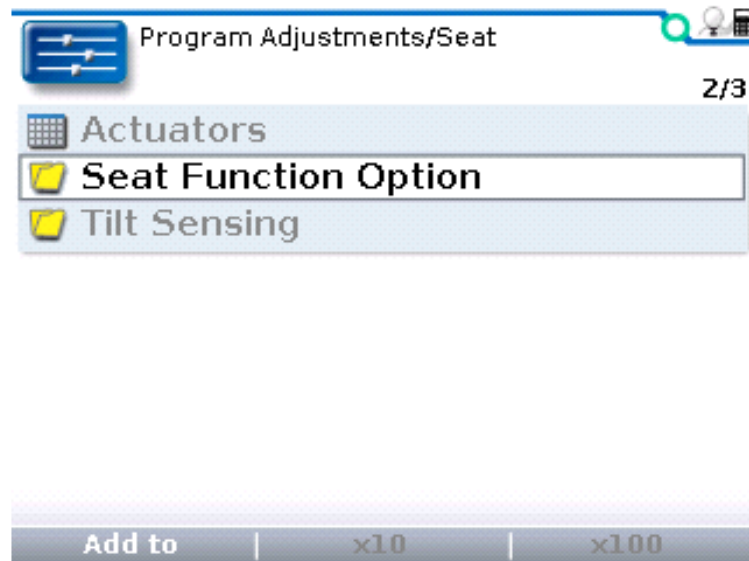 Program Adjustments/Seat
2/3
Actuators
Seat Function Option
Tilt Sensing
Add to | x10 | x100